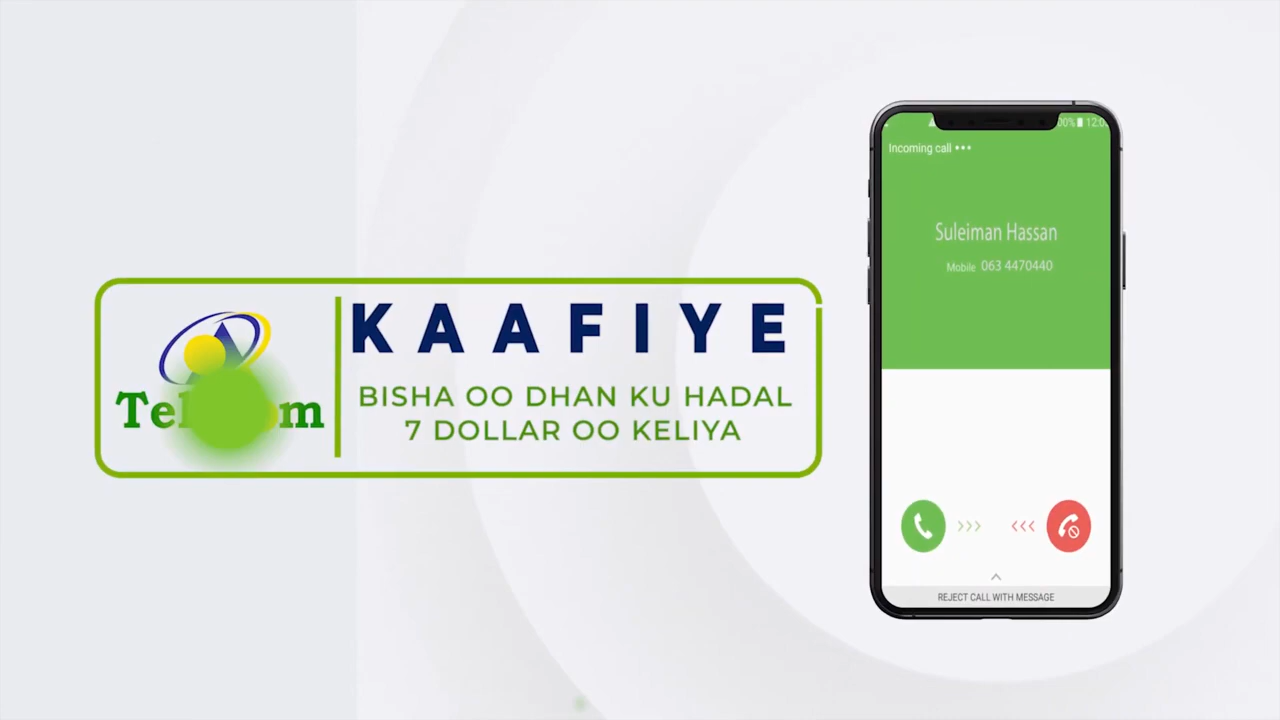 KAAFIYE
BISHA OO DHAN KU HADAL
7 DOLLAR OO KELIYA
Incoming call •••
Suleiman Hassan
Mobile 063 4470440
REJECT CALL WITH MESSAGE